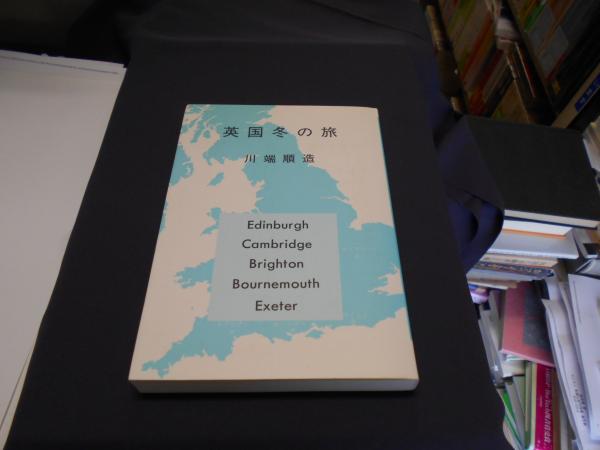 英国冬の旅
川端順造
Edinburgh
Cambridge
Brighton
Bournemouth
Exeter